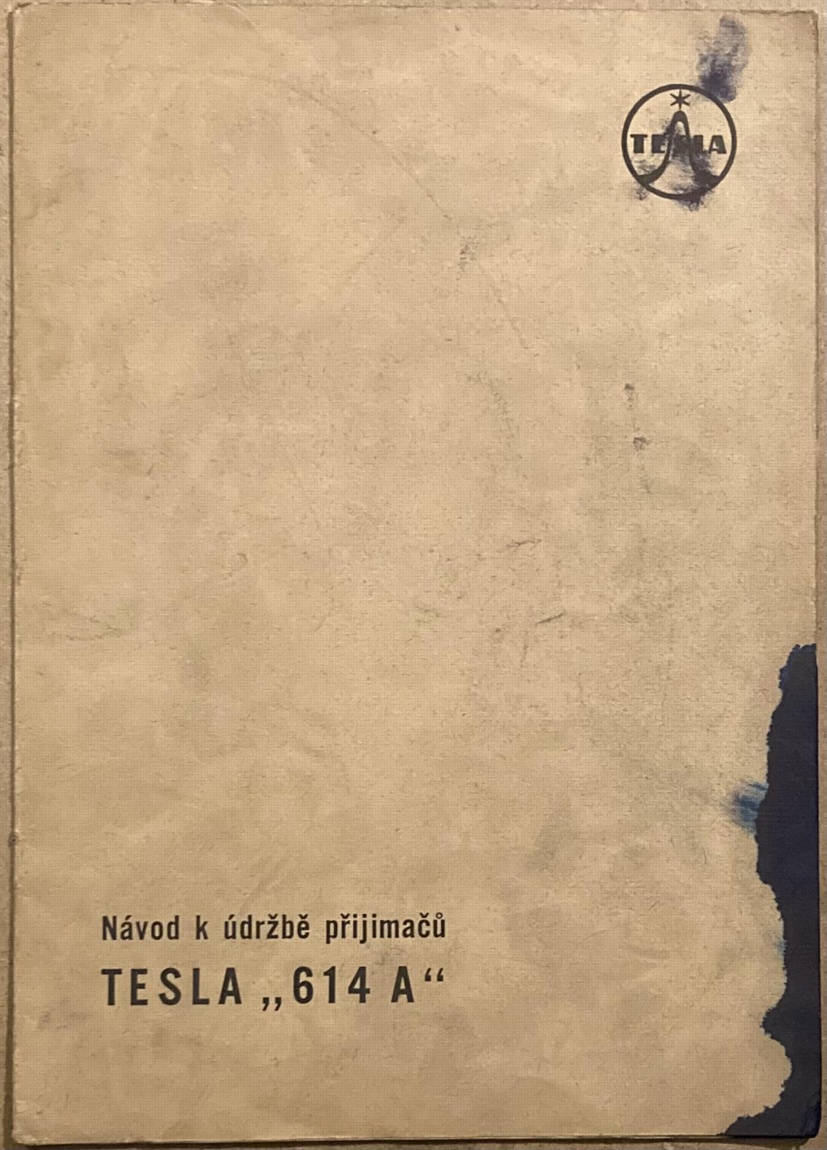 TESLA
Návod k údržbě přijimačů
TESLA „614 A“